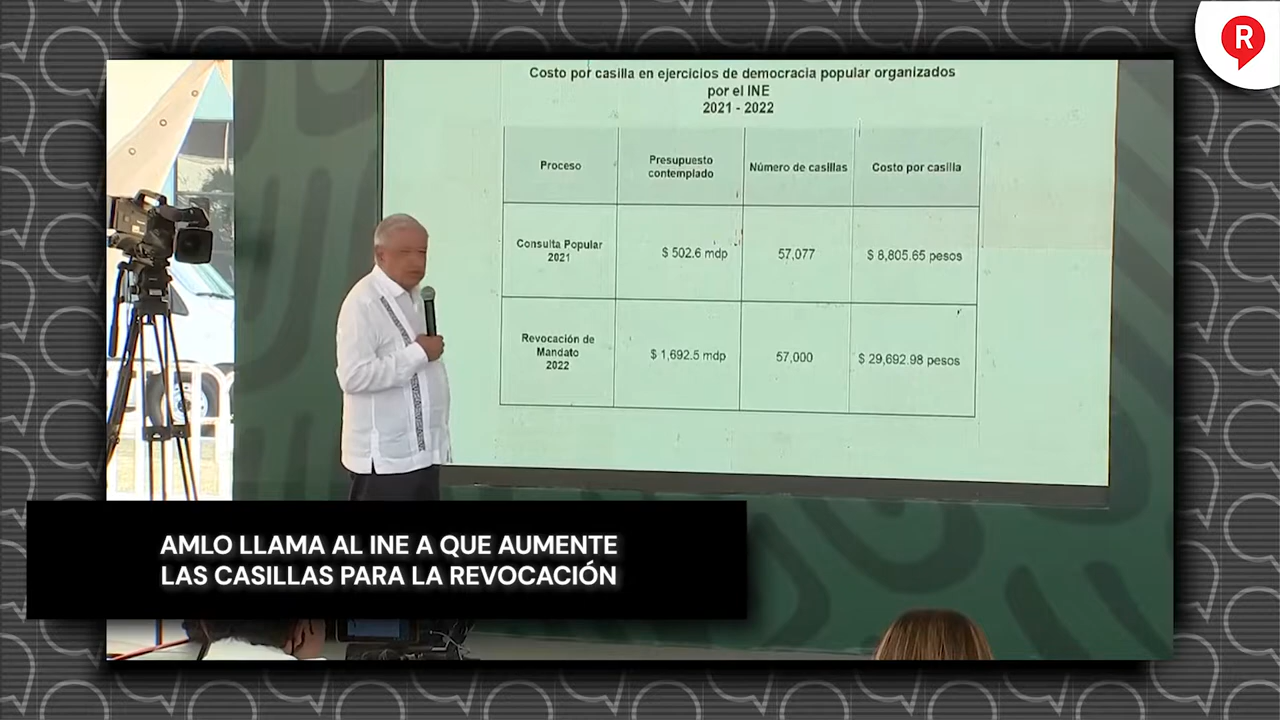 R
Costo por casilla en ejercicios de democracia popular organizados
por el INE
2021 - 2022
Proceso
Presupuesto
contemplado
Número de casillas
Costo por casilla
Consulta Popular
2021
$ 502.6 mdp
57,077
$ 8,805.65 pesos
Revocación de
Mandato
2022
$ 1,692.5 mdp
57,000
$ 29,692.98 pesos
AMLO LLAMA AL INE A QUE AUMENTE
LAS CASILLAS PARA LA REVOCACIÓN